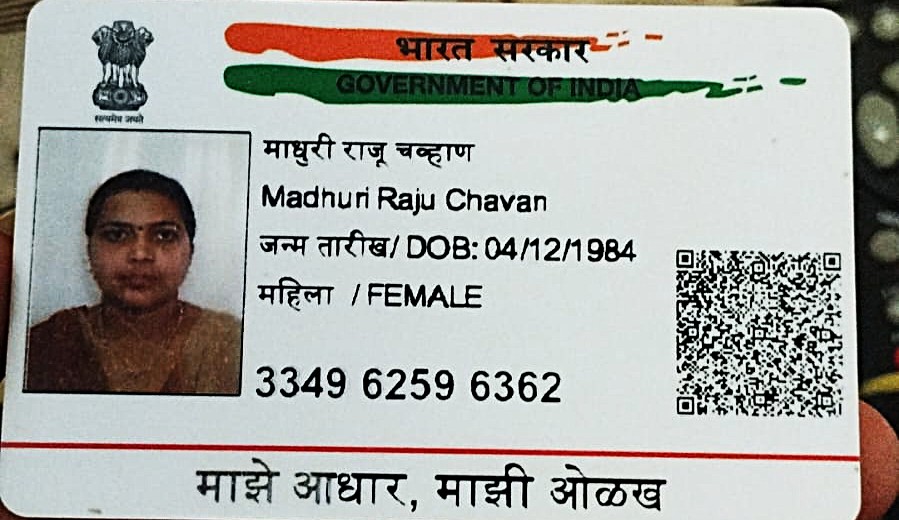 भारत सरकार
GOVERNMENT OF INDIA
सत्यमेव जयते
माधुरी राजू चव्हाण
Madhuri Raju Chavan
जन्म तारीख/ DOB: 04/12/1984
महिला / FEMALE
3349 6259 6362
माझे आधार, माझी ओळख